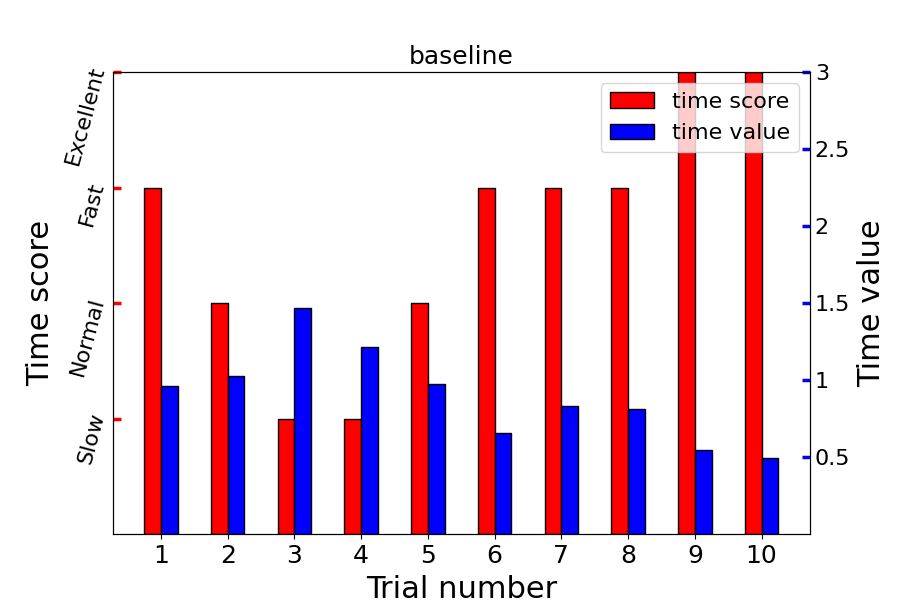 baseline
Time score
Excellent
Fast
Normal
Slow
time score
time value
3
2.5
2
1.5
1
0.5
Time value
1 2 3 4 5 6 7 8 9 10
Trial number